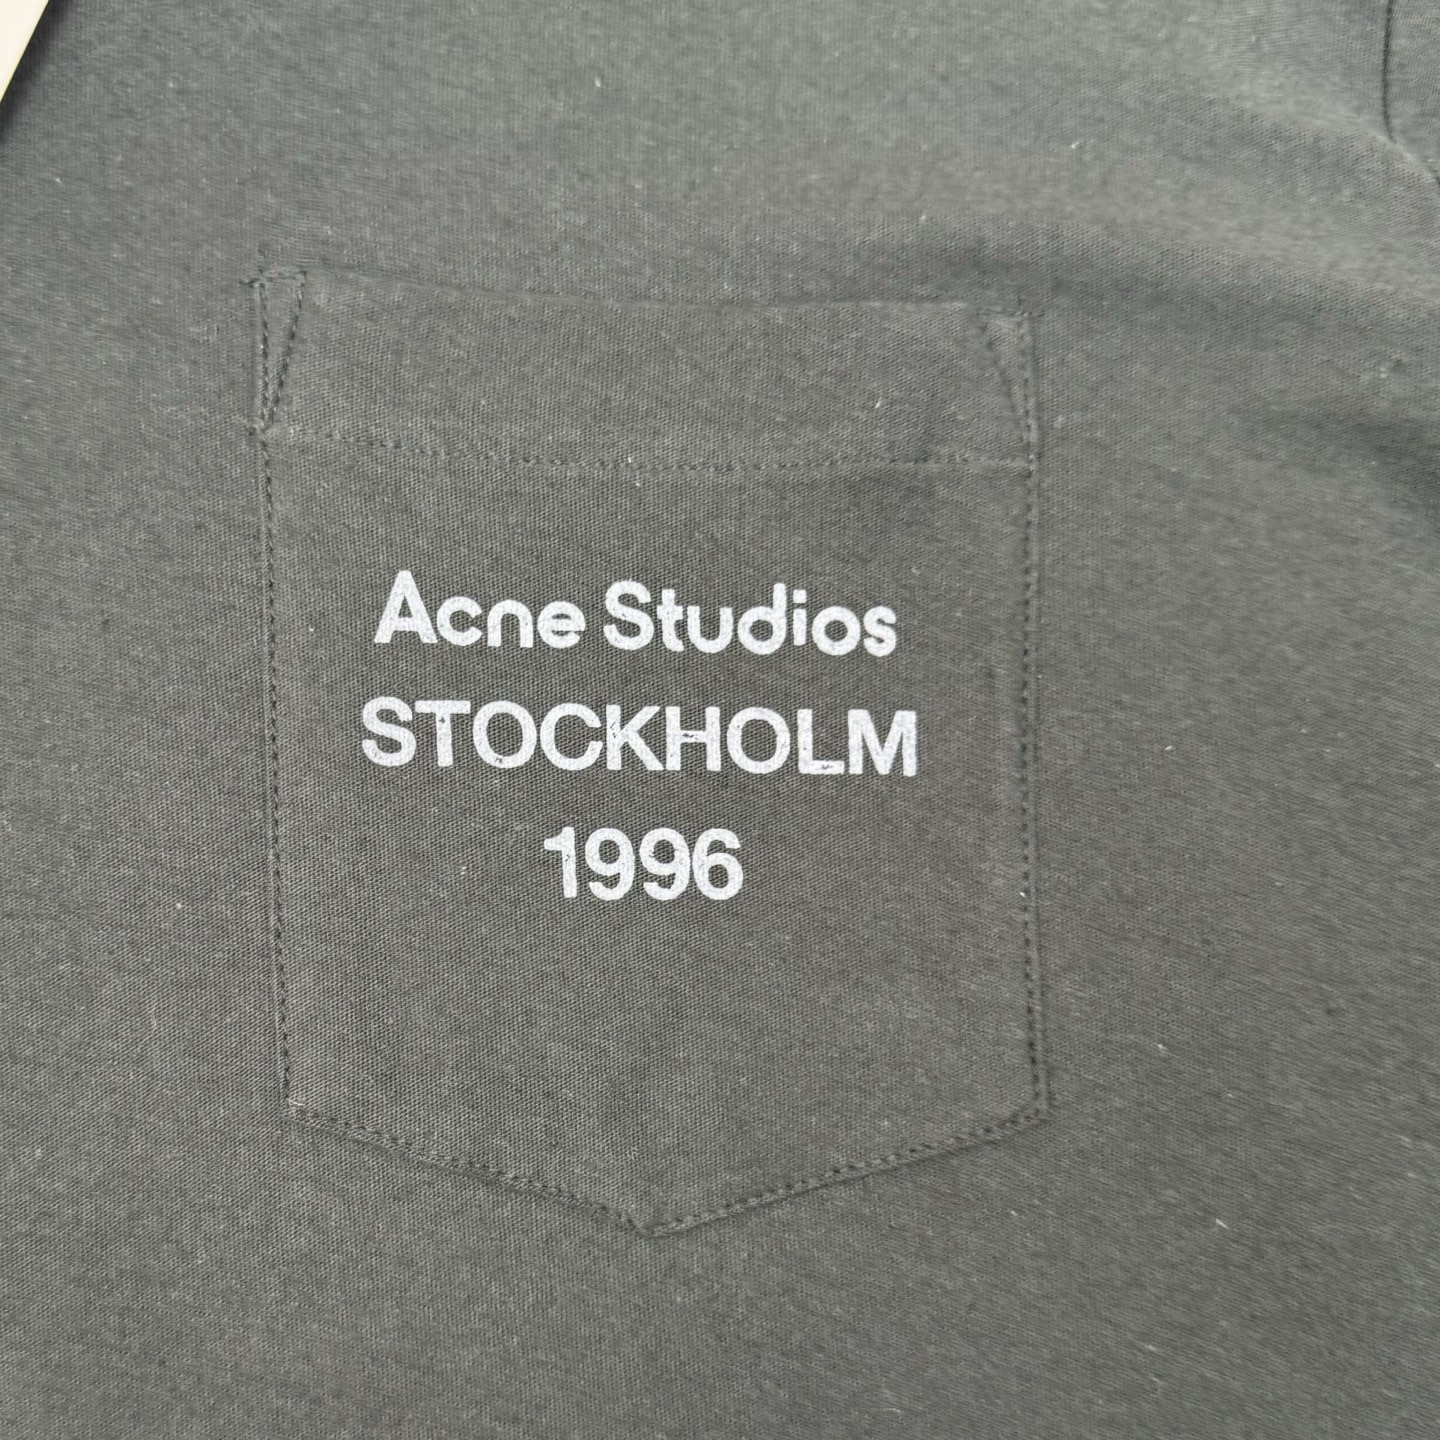 Acne Studios
STOCKHOLM
1996